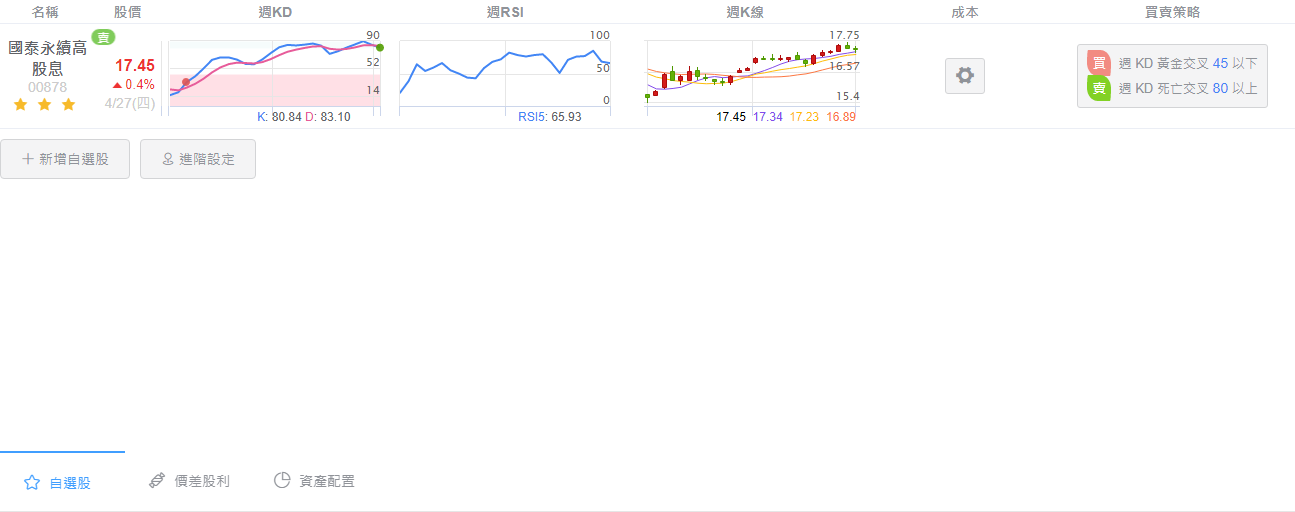 名稱 股價 週KD 週RSI 週K線 成本 買賣策略
國泰永續高股息 賣
00878
17.45
0.4%
4/27(四)
90
52
14
K: 80.84 D: 83.10
100
50
0
RSI5: 65.93
17.75
16.57
15.4
17.45 17.34 17.23 16.89
買 週 KD 黃金交叉 45 以下
賣 週 KD 死亡交叉 80 以上
新增自選股 進階設定
自選股 價差股利 資產配置